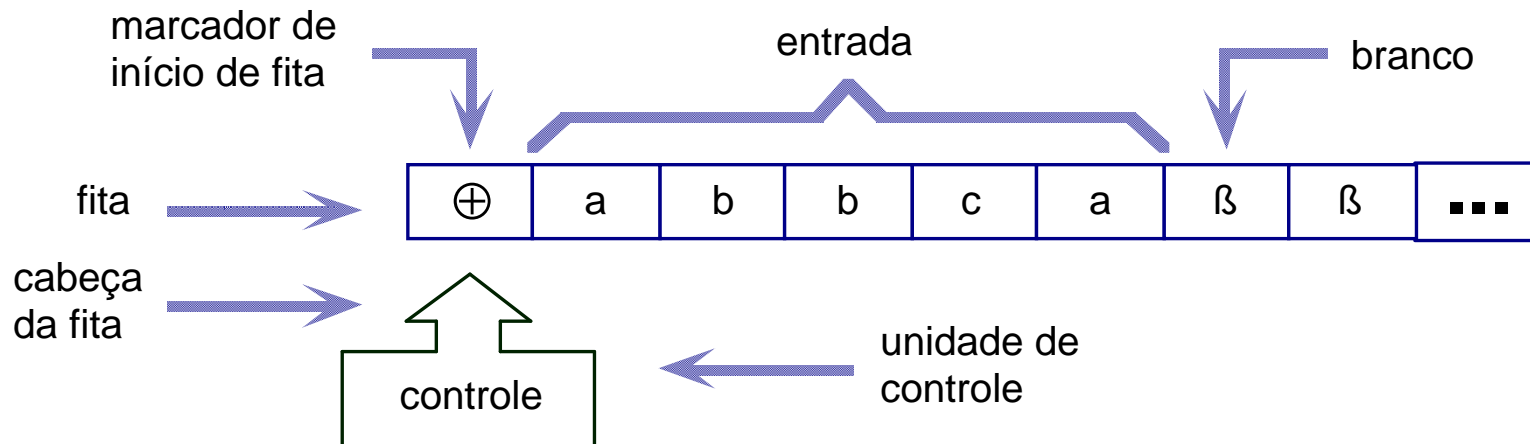 marcador de
início de fita
entrada
branco
fita
⊕ a b b c a ß ß ...
cabeça
da fita
controle
unidade de
controle